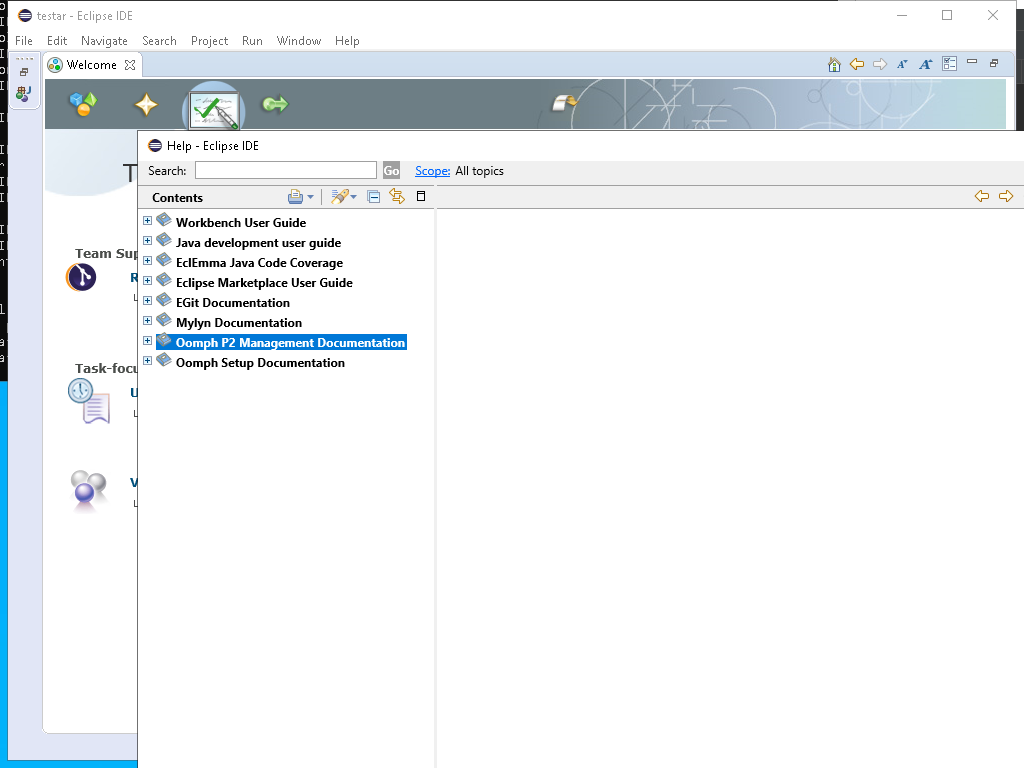 testar - Eclipse IDE
File Edit Navigate Search Project Run Window Help
Welcome
Help - Eclipse IDE
Search: Go Scope: All topics
Contents
Workbench User Guide
Java development user guide
EclEmma Java Code Coverage
Eclipse Marketplace User Guide
EGit Documentation
Mylyn Documentation
Oomph P2 Management Documentation
Oomph Setup Documentation
Team Sup
Task-focu